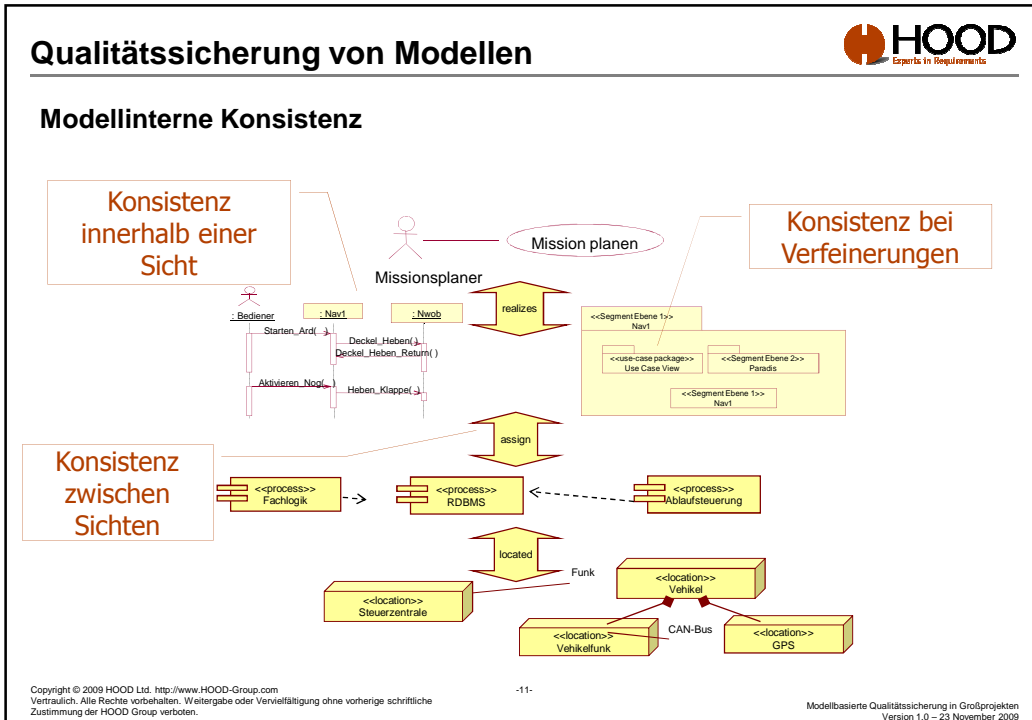 Qualitätssicherung von Modellen
HOOD
Experts in Requirements
Modellinterne Konsistenz
Konsistenz
innerhalb einer
Sicht
Mission planen
Missionsplaner
Konsistenz bei
Verfeinerungen
realizes
: Bediener
: Nav1
: Nwob
Starten_Ard( )
Deckel_Heben( )
Deckel_Heben_Return( )
Aktivieren_Nog( )
Heben_Klappe( )
<<Segment Ebene 1>>
Nav1
<<use-case package>>
Use Case View
<<Segment Ebene 2>>
Paradis
<<Segment Ebene 1>>
Nav1
assign
Konsistenz
zwischen
Sichten
<<process>>
Fachlogik
<<process>>
RDBMS
<<process>>
Ablaufsteuerung
located
Funk
<<location>>
Steuerzentrale
<<location>>
Vehikel
CAN-Bus
<<location>>
Vehikelfunk
<<location>>
GPS
Copyright © 2009 HOOD Ltd. http://www.HOOD-Group.com
Vertraulich. Alle Rechte vorbehalten. Weitergabe oder Vervielfältigung ohne vorherige schriftliche
Zustimmung der HOOD Group verboten.
-11-
Modellbasierte Qualitätssicherung in Großprojekten
Version 1.0 – 23 November 2009